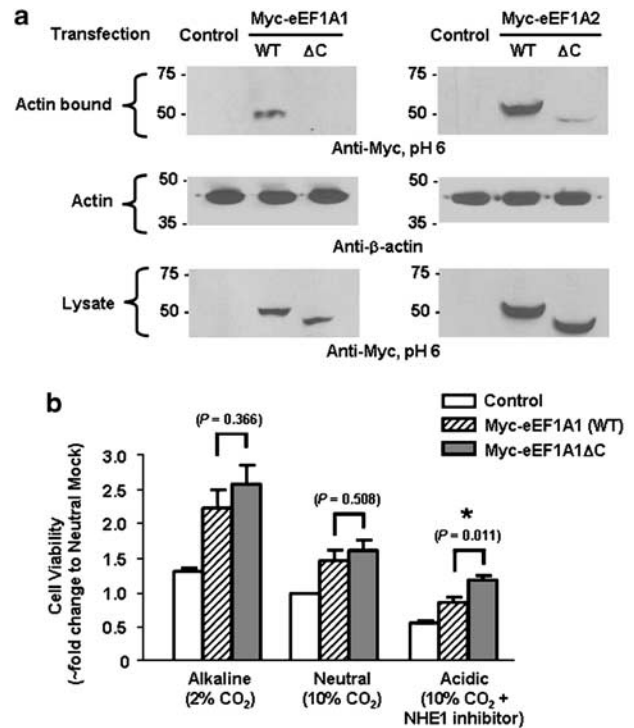 a
Transfection
Control
Myc-eEF1A1
WT ΔC
Myc-eEF1A2
Control WT ΔC
Actin bound
75
50
75
50
Anti-Myc, pH 6
Actin
50
35
50
35
Anti-β-actin
Lysate
75
50
75
50
Anti-Myc, pH 6
b
Control
Myc-eEF1A1 (WT)
Myc-eEF1A1ΔC
Cell Viability
(~fold change to Neutral Mock)
3.0
2.5
2.0
1.5
1.0
0.5
0
(P = 0.366)
(P = 0.508)
*
(P = 0.011)
Alkaline
(2% CO₂)
Neutral
(10% CO₂)
Acidic
(10% CO₂ +
NHE1 inhibitor)